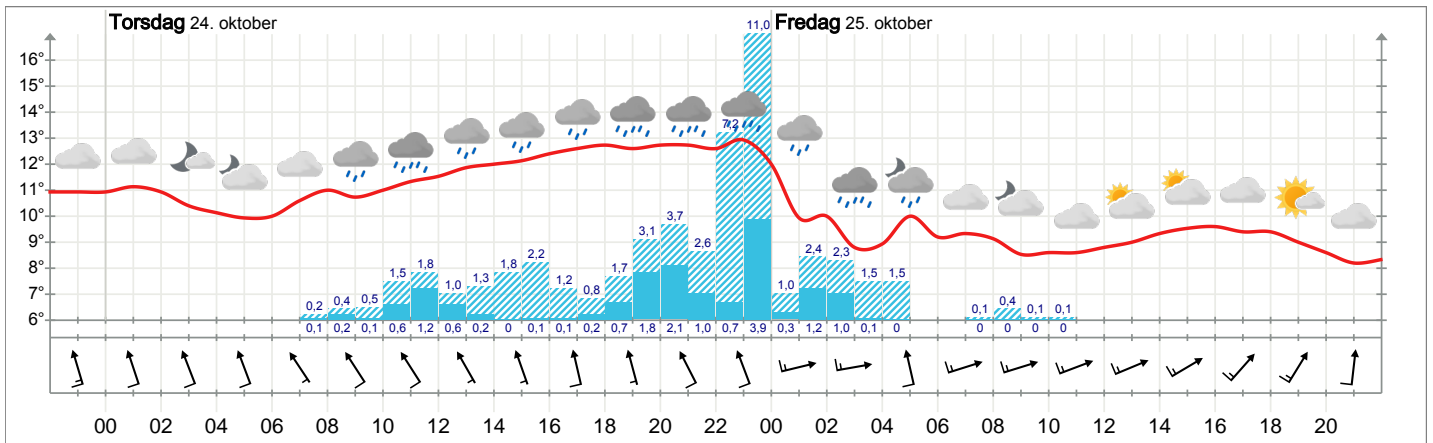 Torsdag 24. oktober
Fredag 25. oktober
11,0
16°
15°
14°
13°
12°
11°
10°
9°
8°
7°
6°
7,2
0,2 0,4 0,5 1,5 1,8 1,0 1,3 1,8 2,2 1,2 0,8 1,7 3,1 3,7 2,6 1,0 2,4 2,3 1,5 1,5 0,1 0,4 0,1 0,1
0,1 0,2 0,1 0,6 1,2 0,6 0,2 0 0,1 0,1 0,2 0,7 1,8 2,1 1,0 0,7 3,9 0,3 1,2 1,0 0,1 0 0 0 0 0
00 02 04 06 08 10 12 14 16 18 20 22 00 02 04 06 08 10 12 14 16 18 20